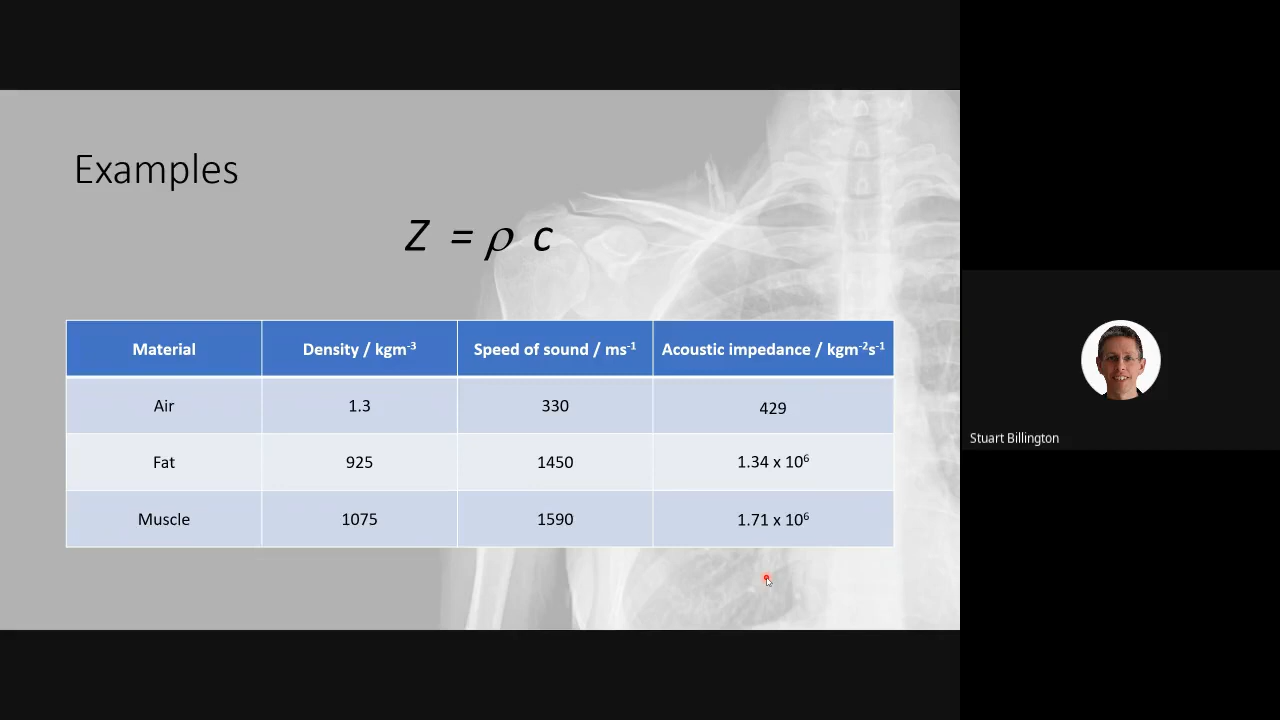 Examples
Z = ρ c
Material Density / kgm⁻³ Speed of sound / ms⁻¹ Acoustic impedance / kgm⁻²s⁻¹
Air 1.3 330 429
Fat 925 1450 1.34 x 10⁶
Muscle 1075 1590 1.71 x 10⁶
Stuart Billington